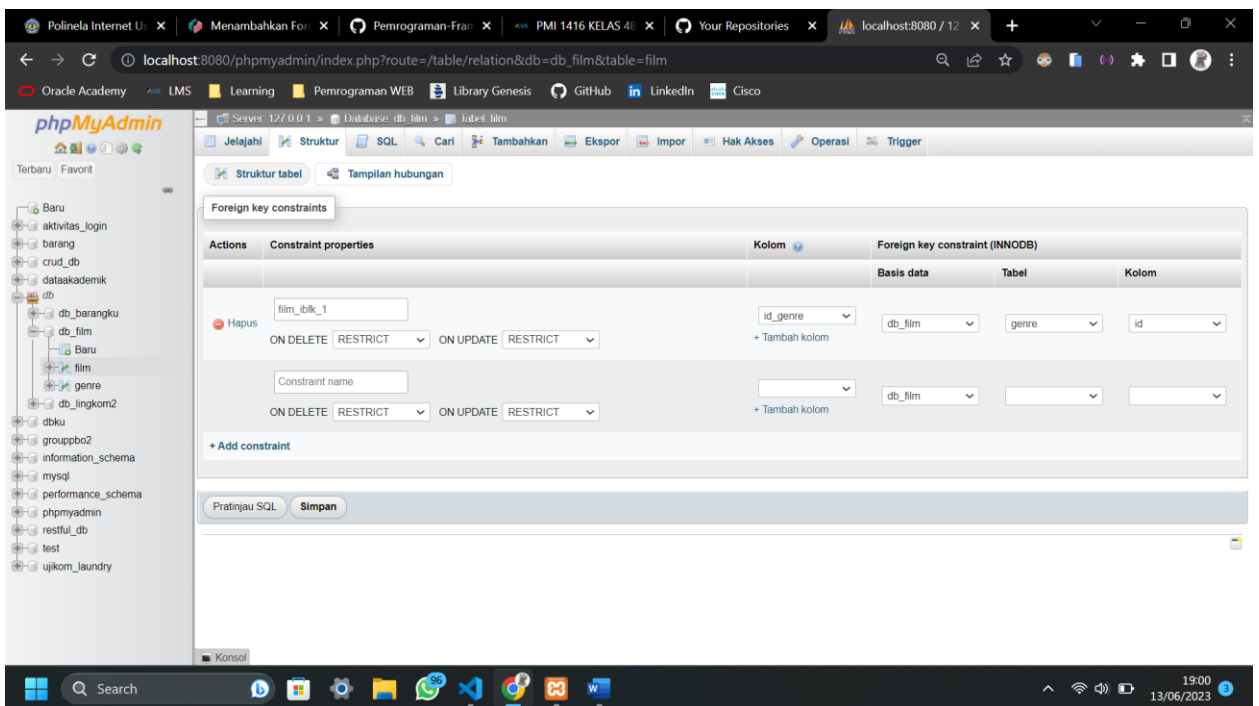 Polinela Internet Us
Menambahkan For
Pemrograman-Fran
PMI 1416 KELAS 4B
Your Repositories
localhost:8080 / 12
localhost:8080/phpmyadmin/index.php?route=/table/relation&db=db_film&table=film
Oracle Academy LMS Learning Pemrograman WEB Library Genesis GitHub LinkedIn Cisco
phpMyAdmin
Terbaru Favorit
Baru
aktivitas_login
barang
crud_db
dataakademik
db
db_barangku
db_film
Baru
film
genre
db_lingkom2
dbku
grouppbo2
information_schema
mysql
performance_schema
phpmyadmin
restful_db
test
ujikom_laundry
Server: 127.0.0.1 » Database: db_film » Tabel: film
Jelajahi Struktur SQL Cari Tambahkan Ekspor Impor Hak Akses Operasi Trigger
Struktur tabel Tampilan hubungan
Foreign key constraints
Actions Constraint properties Kolom Foreign key constraint (INNODB)
Basis data Tabel Kolom
Hapus film_ibfk_1 id_genre db_film genre id
ON DELETE RESTRICT ON UPDATE RESTRICT + Tambah kolom
Constraint name db_film
ON DELETE RESTRICT ON UPDATE RESTRICT + Tambah kolom
+ Add constraint
Pratinjau SQL Simpan
Konsol
Search
96
19:00
13/06/2023
3